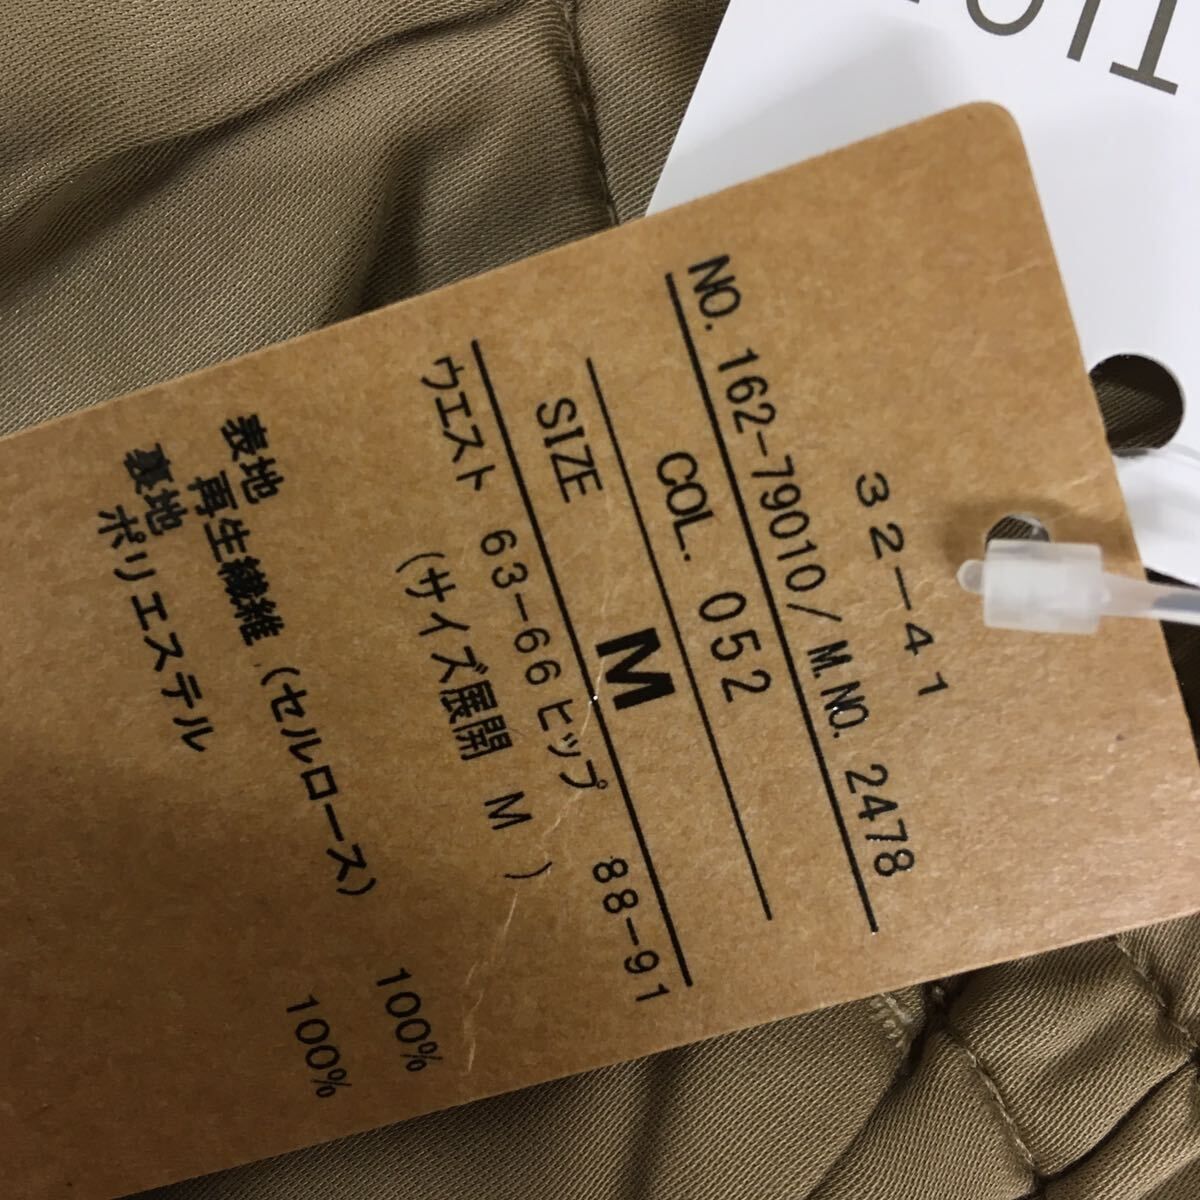 TIO
32-41
NO. 162-79010/M.NO. 2478
COL. 052
SIZE M
ウエスト 63-66 ヒップ 88-91
(サイズ展開 M )
表地
再生繊維 (セルロース) 100%
裏地
ポリエステル 100%